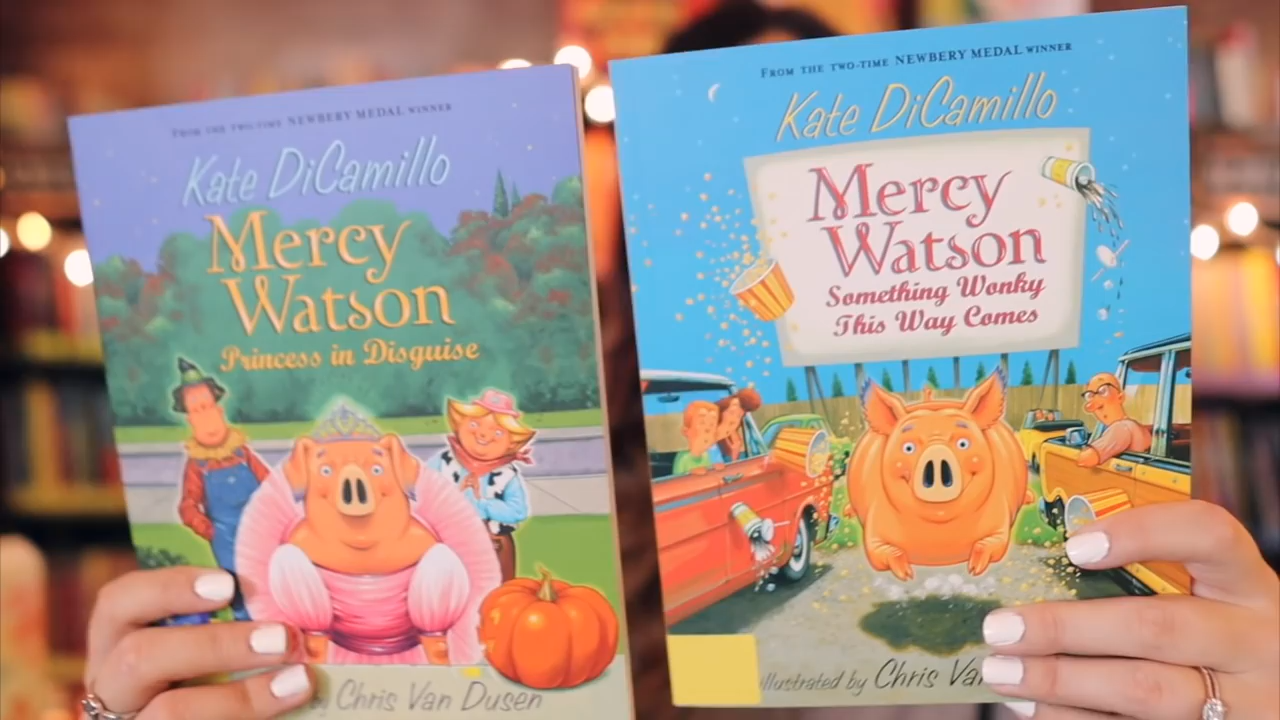 FROM THE TWO-TIME NEWBERY MEDAL WINNER
Kate DiCamillo
Mercy
Watson
Princess in Disguise
by Chris Van Dusen
FROM THE TWO-TIME NEWBERY MEDAL WINNER
Kate DiCamillo
Mercy
Watson
Something Wonky
This Way Comes
illustrated by Chris Van